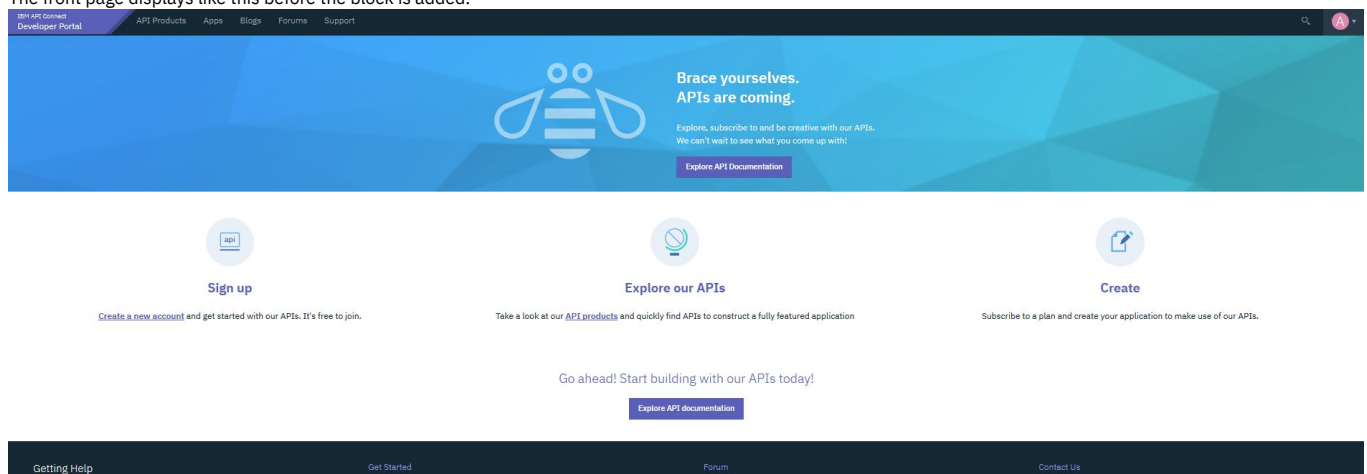 The front page displays like this before the block is added:
IBM API Connect
Developer Portal
API Products Apps Blogs Forums Support
A
Brace yourselves.
APIs are coming.
Explore, subscribe to and be creative with our APIs.
We can't wait to see what you come up with!
Explore API Documentation
api
Sign up
Explore our APIs
Create
Create a new account and get started with our APIs. It's free to join.
Take a look at our API products and quickly find APIs to construct a fully featured application
Subscribe to a plan and create your application to make use of our APIs.
Go ahead! Start building with our APIs today!
Explore API documentation
Getting Help
Get Started
Forum
Contact Us